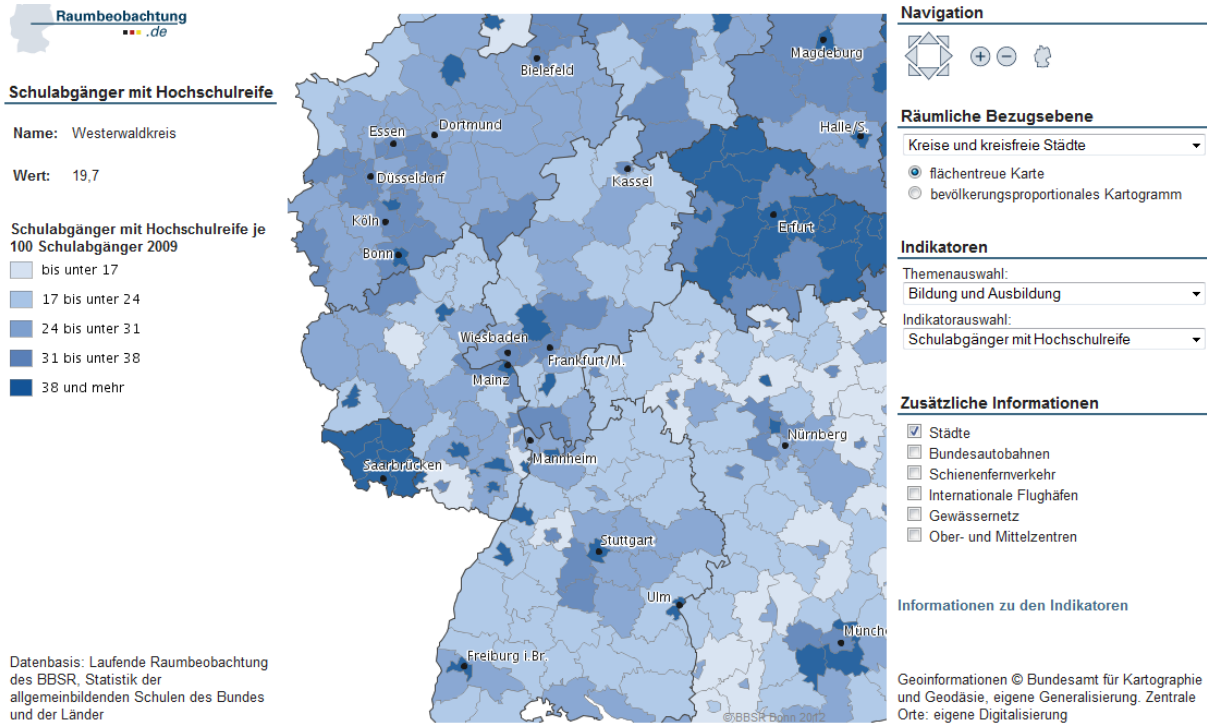 Raumbeobachtung
.de
Schulabgänger mit Hochschulreife
Name: Westerwaldkreis
Wert: 19,7
Schulabgänger mit Hochschulreife je
100 Schulabgänger 2009
bis unter 17
17 bis unter 24
24 bis unter 31
31 bis unter 38
38 und mehr
Datenbasis: Laufende Raumbeobachtung
des BBSR, Statistik der
allgemeinbildenden Schulen des Bundes
und der Länder
Magdeburg
Bielefeld
Essen
Dortmund
Halle/S.
Düsseldorf
Kassel
Köln
Erfurt
Bonn
Wiesbaden
Frankfurt/M.
Mainz
Nürnberg
Mannheim
Saarbrücken
Stuttgart
Ulm
Münche
Freiburg i.Br.
© BBSR Bonn 2012
Navigation
Räumliche Bezugsebene
Kreise und kreisfreie Städte
flächentreue Karte
bevölkerungsproportionales Kartogramm
Indikatoren
Themenauswahl:
Bildung und Ausbildung
Indikatorauswahl:
Schulabgänger mit Hochschulreife
Zusätzliche Informationen
Städte
Bundesautobahnen
Schienenfernverkehr
Internationale Flughäfen
Gewässernetz
Ober- und Mittelzentren
Informationen zu den Indikatoren
Geoinformationen © Bundesamt für Kartographie
und Geodäsie, eigene Generalisierung. Zentrale
Orte: eigene Digitalisierung